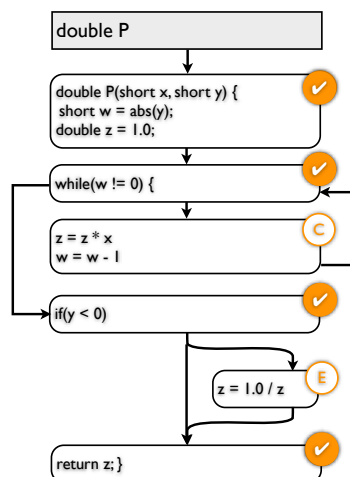 double P
double P(short x, short y) {
short w = abs(y);
double z = 1.0;
while(w != 0) {
C
z = z * x
w = w - 1
if(y < 0)
E
z = 1.0 / z
return z; }